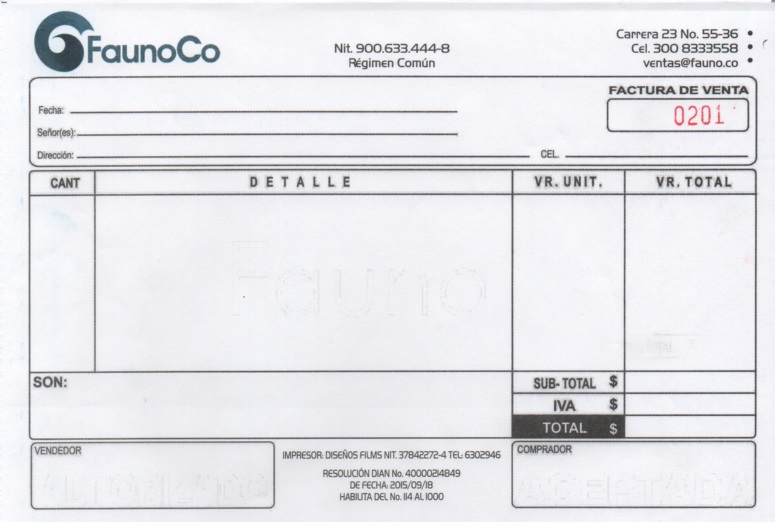 FaunoCo
Nit. 900.633.444-8
Régimen Común
Carrera 23 No. 55-36
Cel. 300 8333558
ventas@fauno.co
FACTURA DE VENTA
0201
Fecha:
Señor(es):
Dirección: CEL.
CANT DETALLE VR. UNIT. VR. TOTAL
SON:
SUB-TOTAL $
IVA $
TOTAL $
VENDEDOR
IMPRESOR: DISEÑOS FILMS NIT. 37842272-4 TEL: 6302946
RESOLUCIÓN DIAN No. 40000214849
DE FECHA: 2015/09/18
HABILITA DEL No. 114 AL 1000
COMPRADOR